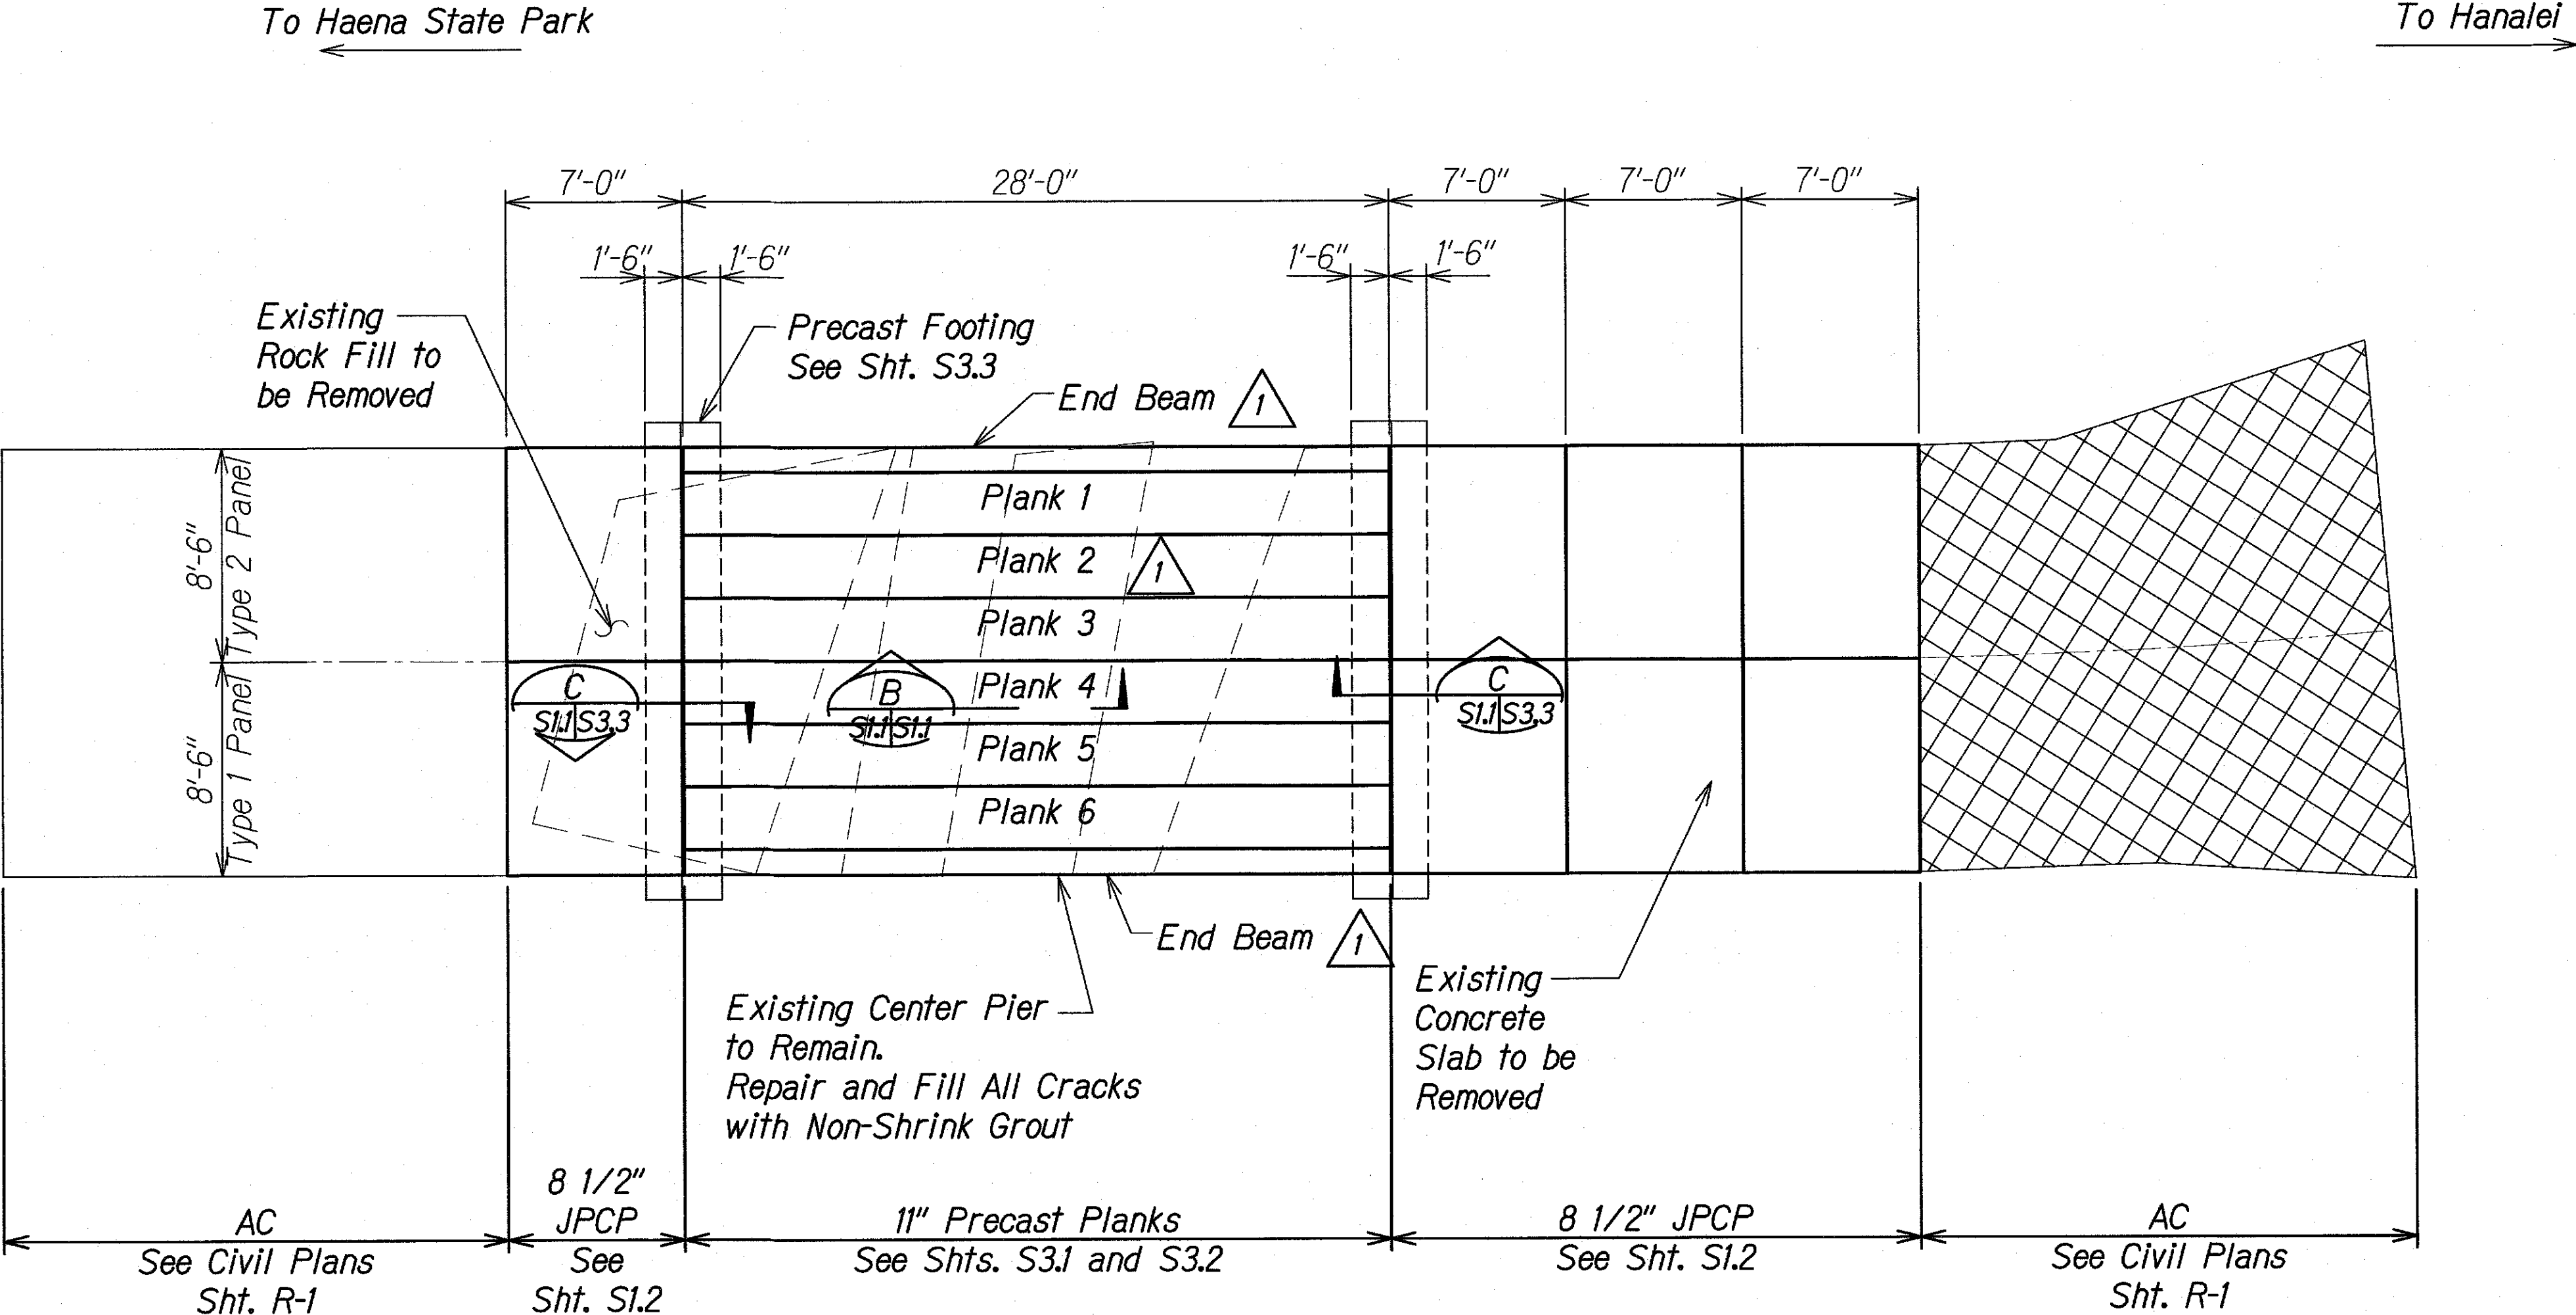 To Haena State Park
To Hanalei
7'-0"
28'-0"
7'-0"
7'-0"
7'-0"
1'-6"
1'-6"
1'-6"
1'-6"
Existing
Rock Fill to
be Removed
Precast Footing
See Sht. S3.3
End Beam
1
8'-6"
Type 2 Panel
8'-6"
Type 1 Panel
Plank 1
Plank 2
1
Plank 3
Plank 4
Plank 5
Plank 6
C
S1.1 S3.3
B
S1.1 S1.1
C
S1.1 S3.3
End Beam
1
Existing Center Pier
to Remain.
Repair and Fill All Cracks
with Non-Shrink Grout
Existing
Concrete
Slab to be
Removed
AC
See Civil Plans
Sht. R-1
8 1/2"
JPCP
See
Sht. S1.2
11" Precast Planks
See Shts. S3.1 and S3.2
8 1/2" JPCP
See Sht. S1.2
AC
See Civil Plans
Sht. R-1